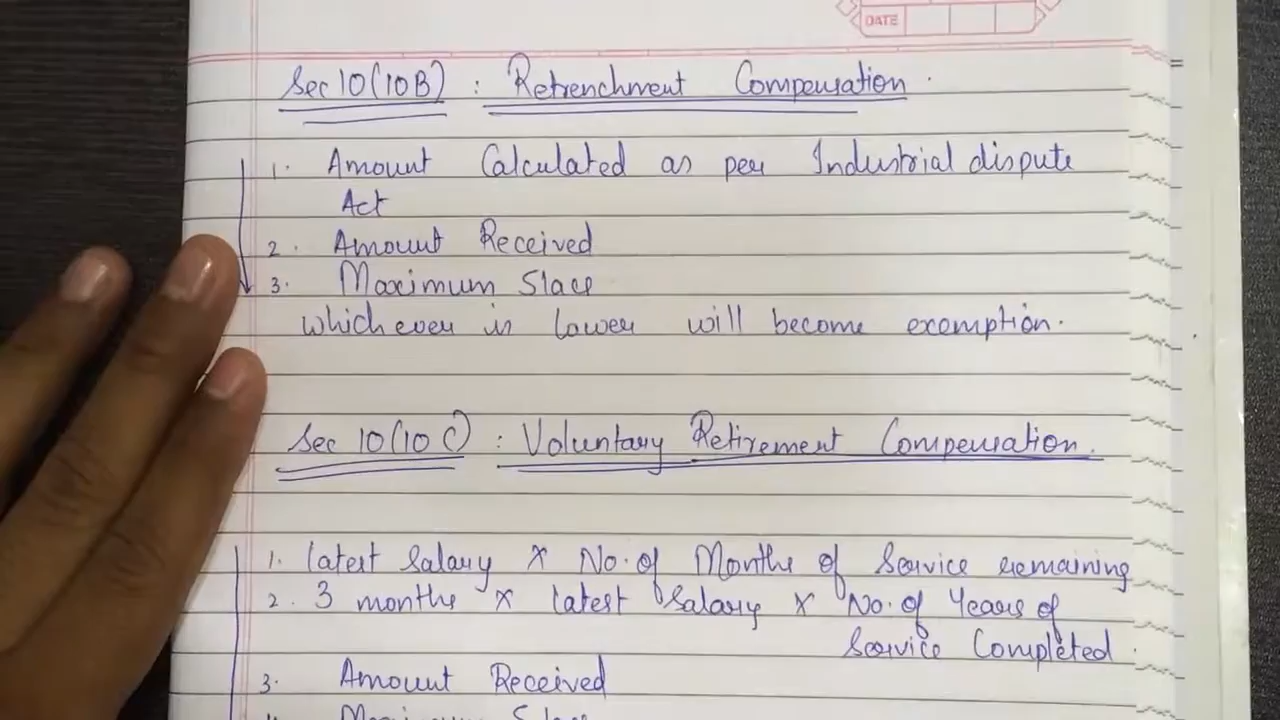 DATE
Sec 10(10B) : Retrenchment Compensation.
1. Amount Calculated as per Industrial dispute
Act
2. Amount Received
3. Maximum Slab
which ever is lower will become exemption.
Sec 10(10C) : Voluntary Retirement Compensation.
1. latest Salary x No. of Months of Service remaining
2. 3 months x latest Salary x No. of Years of
Service Completed.
3. Amount Received